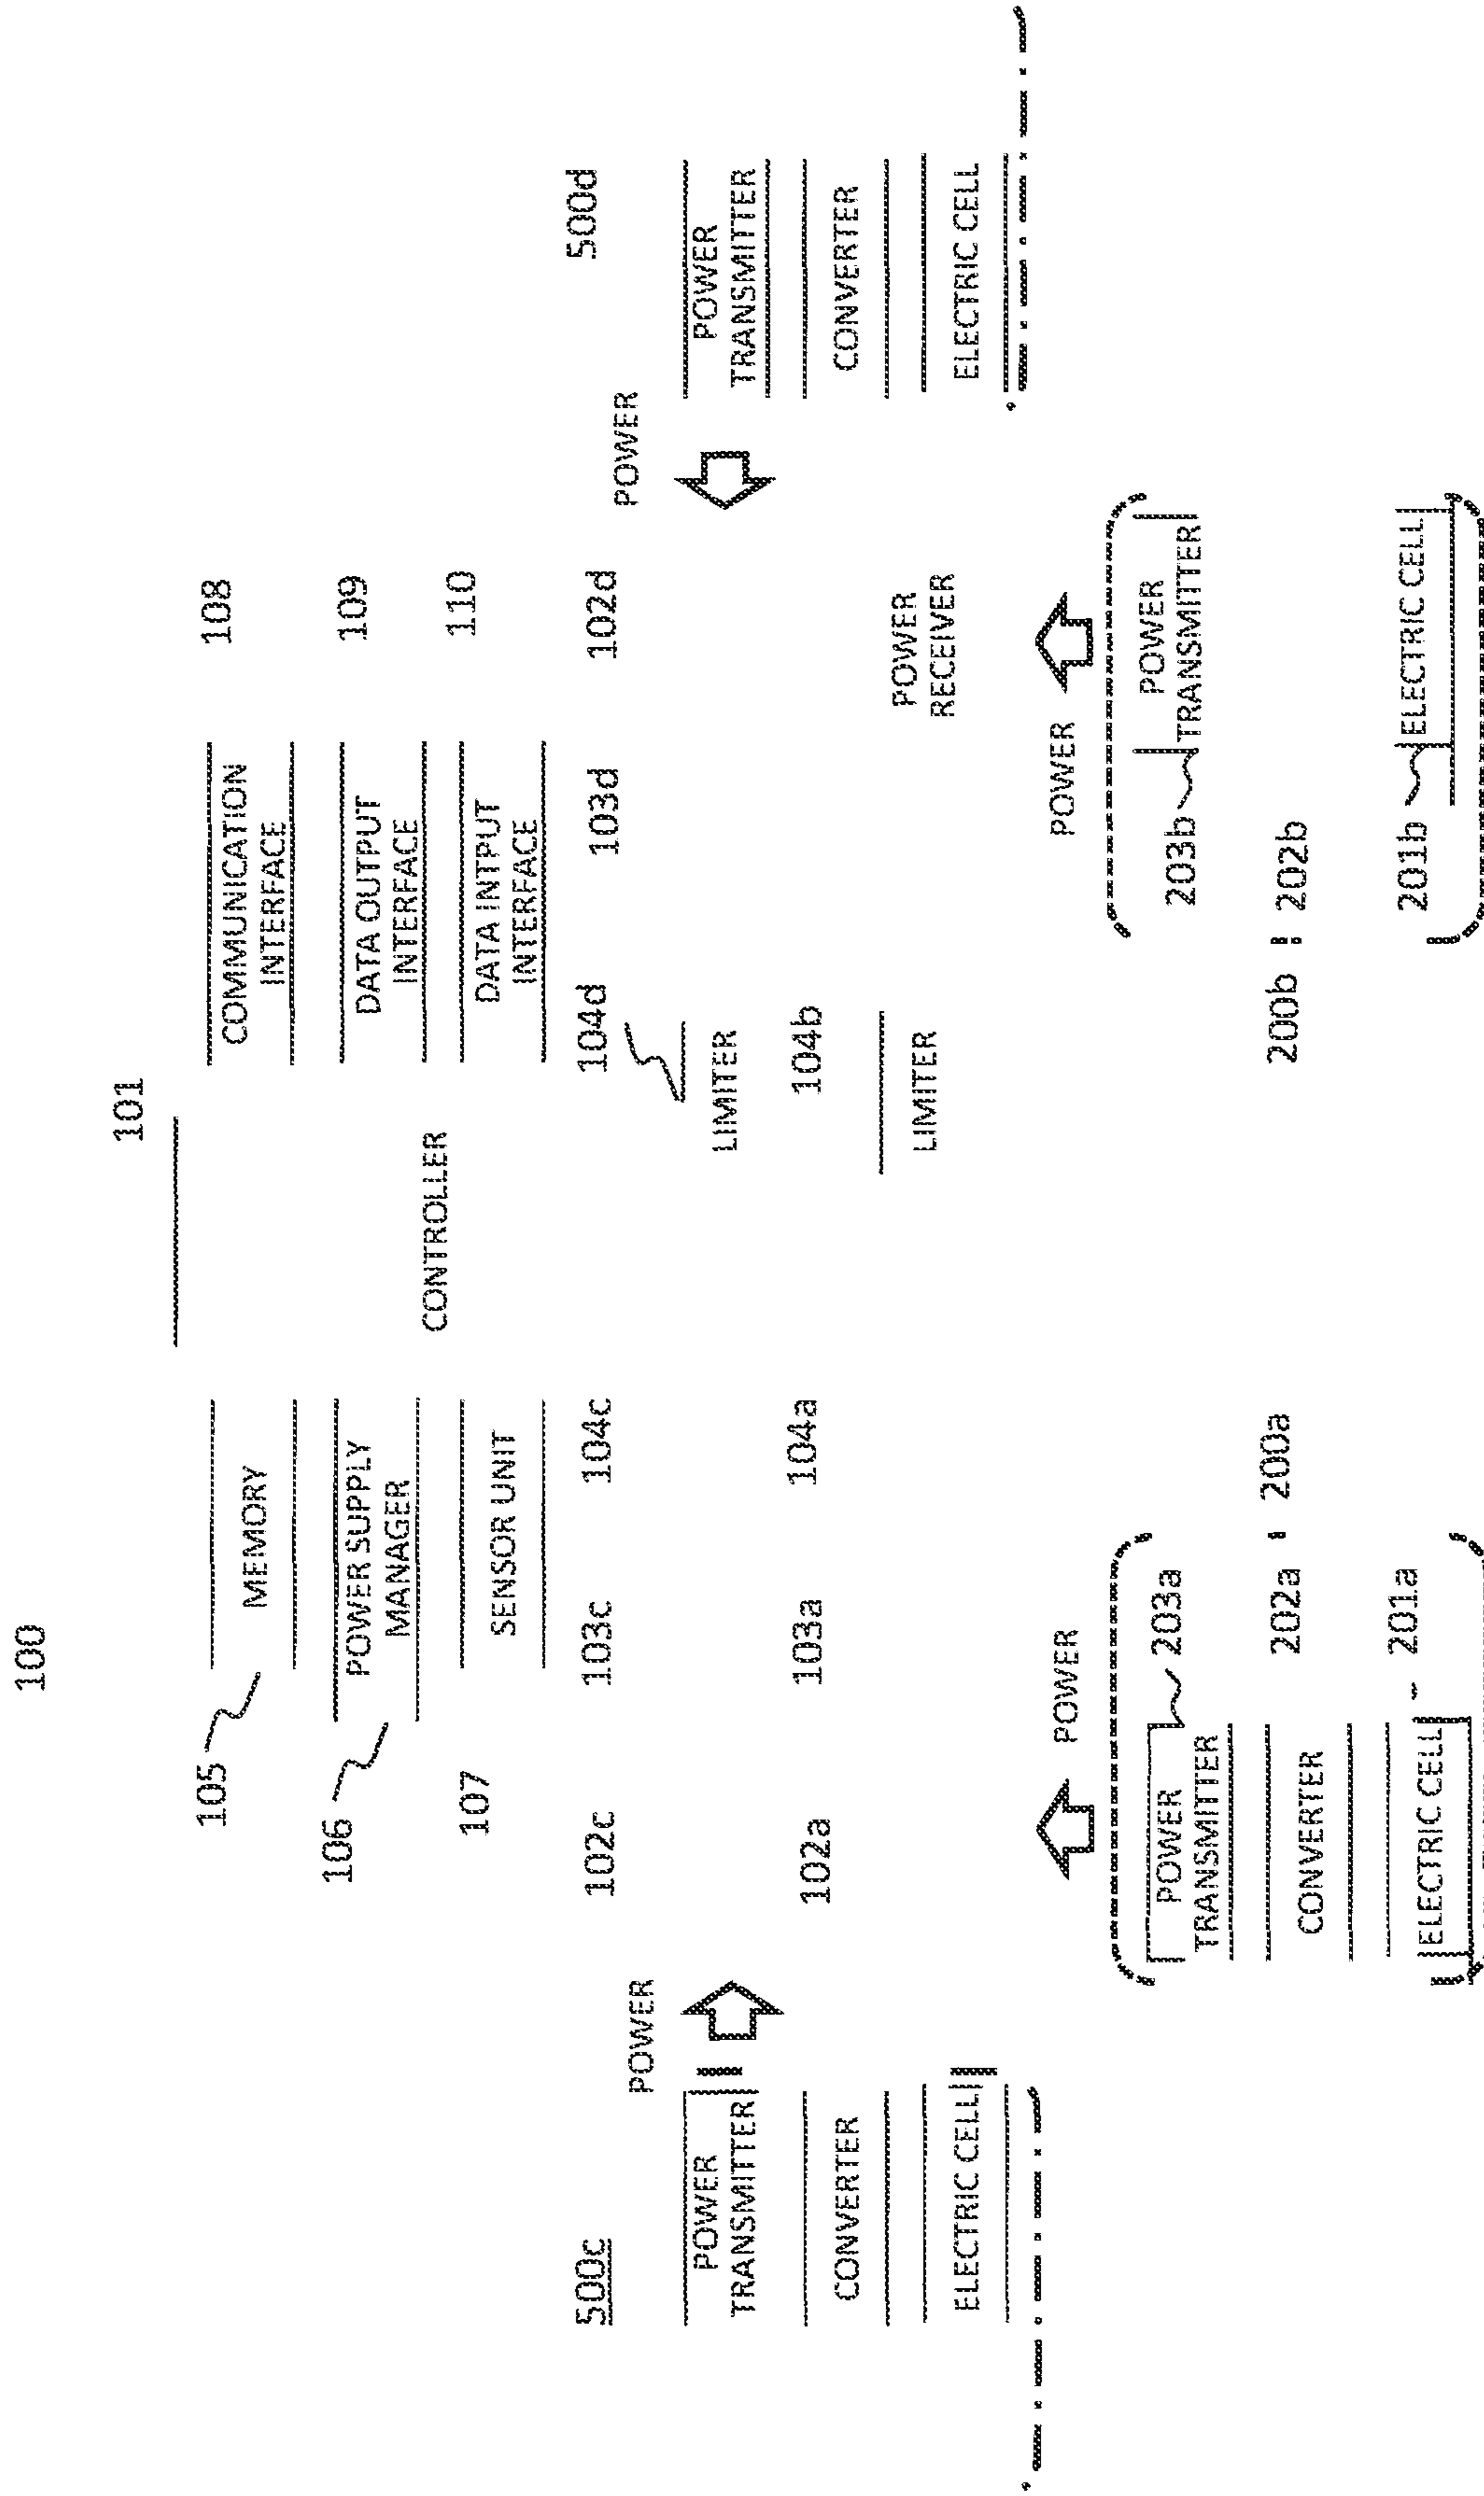 100
101
105
MEMORY
COMMUNICATION
INTERFACE
108
106
POWER SUPPLY
MANAGER
CONTROLLER
DATA OUTPUT
INTERFACE
109
107
SENSOR UNIT
DATA INTPUT
INTERFACE
110
500c
POWER
102c
103c
104c
104d
103d
102d
POWER
500d
POWER
TRANSMITTER
LIMITER
POWER
TRANSMITTER
CONVERTER
102a
103a
104a
104b
CONVERTER
ELECTRIC CELL
LIMITER
POWER
RECEIVER
ELECTRIC CELL
POWER
POWER
POWER
TRANSMITTER
203a
203b
POWER
TRANSMITTER
CONVERTER
202a
200a
200b
202b
ELECTRIC CELL
201a
201b
ELECTRIC CELL